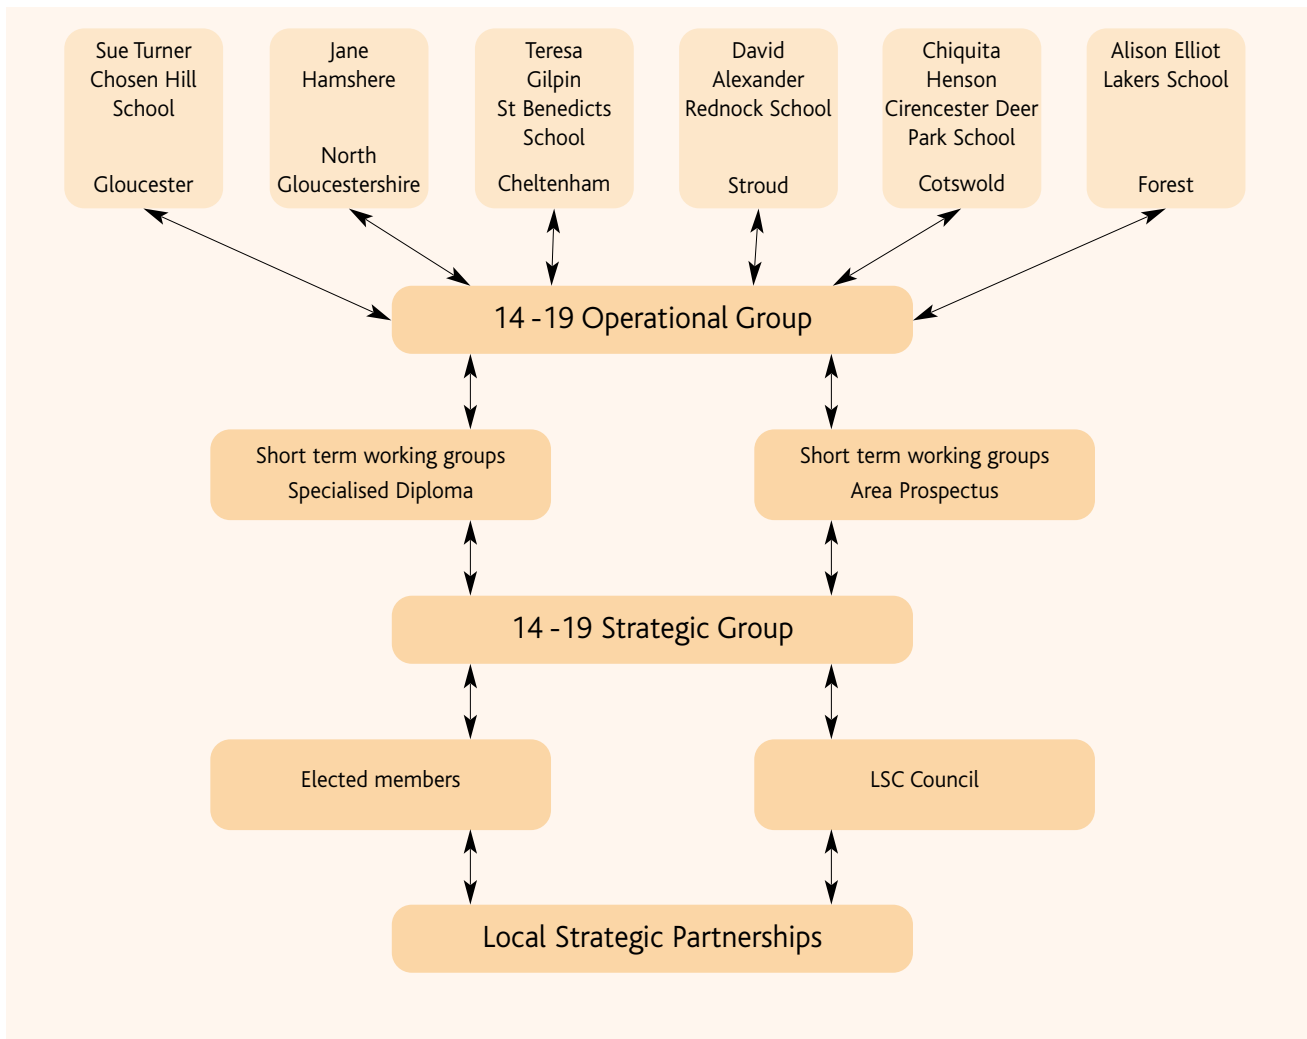 Sue Turner
Chosen Hill
School
Gloucester
Jane
Hamshere
North
Gloucestershire
Teresa
Gilpin
St Benedicts
School
Cheltenham
David
Alexander
Rednock School
Stroud
Chiquita
Henson
Cirencester Deer
Park School
Cotswold
Alison Elliot
Lakers School
Forest
14 -19 Operational Group
Short term working groups
Specialised Diploma
Short term working groups
Area Prospectus
14 -19 Strategic Group
Elected members
LSC Council
Local Strategic Partnerships